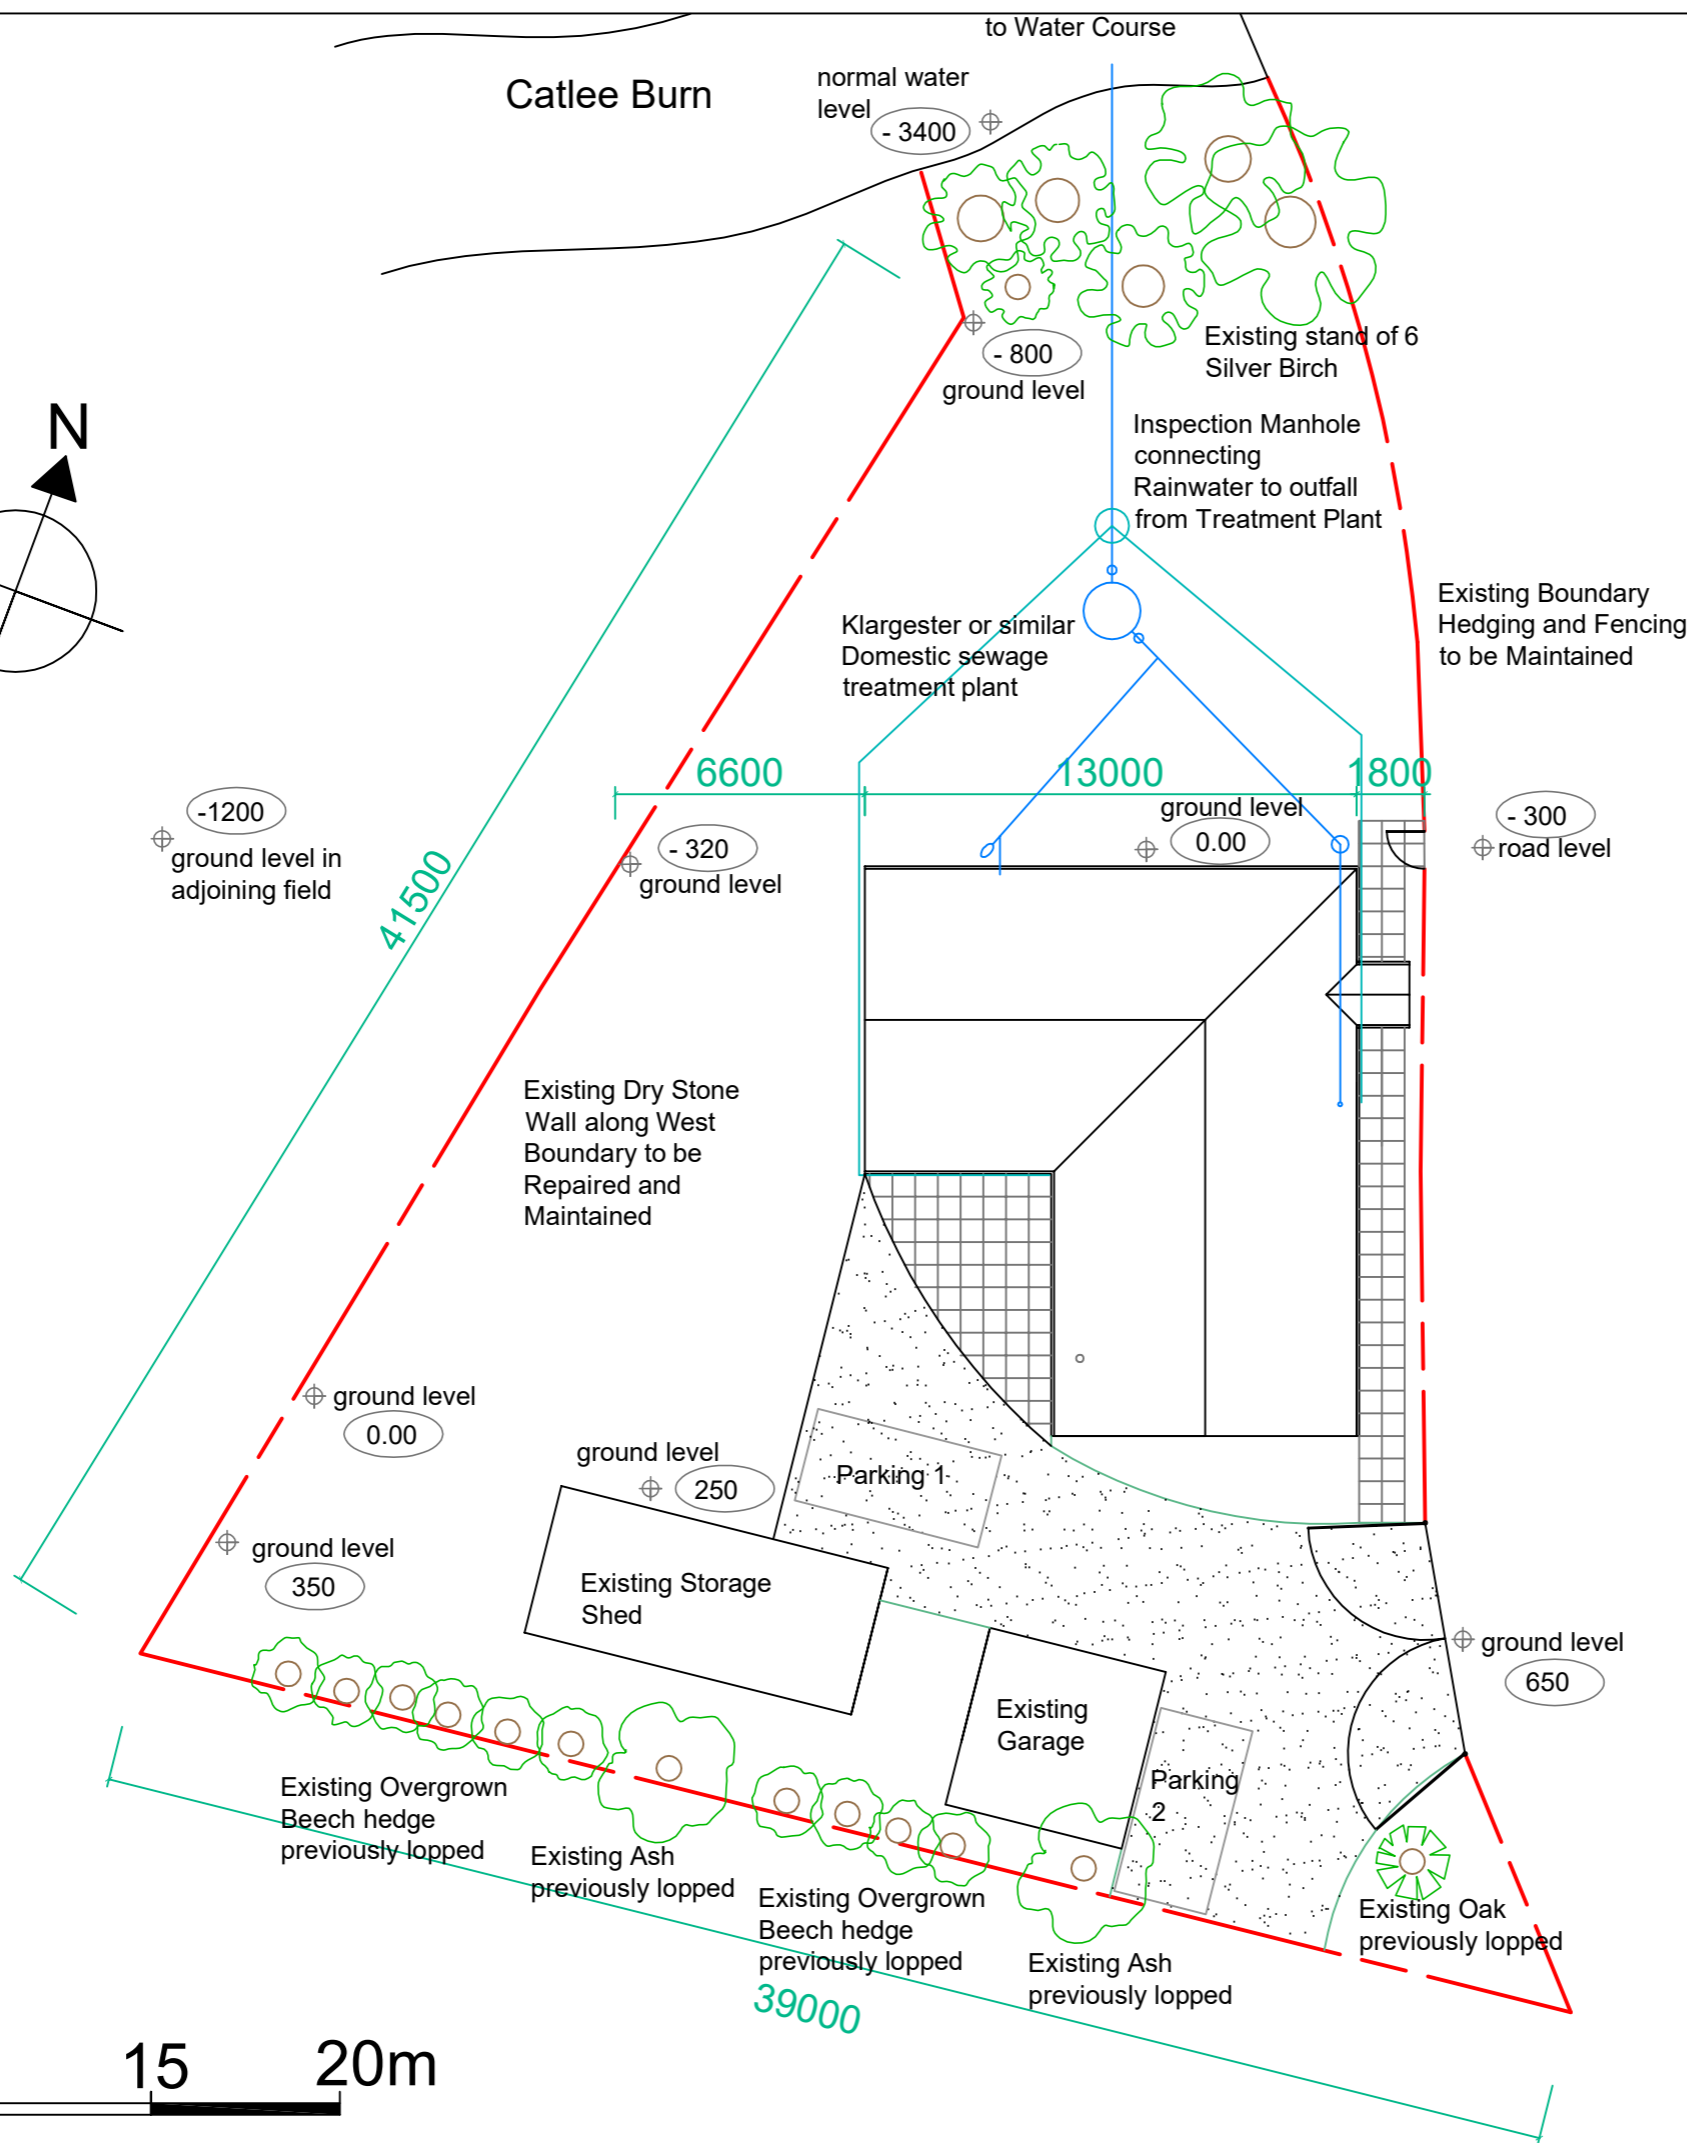 to Water Course
Catlee Burn
normal water
level
- 3400
Existing stand of 6
Silver Birch
- 800
ground level
N
Inspection Manhole
connecting
Rainwater to outfall
from Treatment Plant
Existing Boundary
Hedging and Fencing
to be Maintained
Klargester or similar
Domestic sewage
treatment plant
6600
13000
1800
-1200
ground level in
adjoining field
41500
- 320
ground level
ground level
0.00
- 300
road level
Existing Dry Stone
Wall along West
Boundary to be
Repaired and
Maintained
ground level
0.00
ground level
250
Parking 1
ground level
350
Existing Storage
Shed
ground level
650
Existing
Garage
Parking
2
Existing Overgrown
Beech hedge
previously lopped
Existing Ash
previously lopped
Existing Overgrown
Beech hedge
previously lopped
Existing Ash
previously lopped
Existing Oak
previously lopped
39000
15
20m